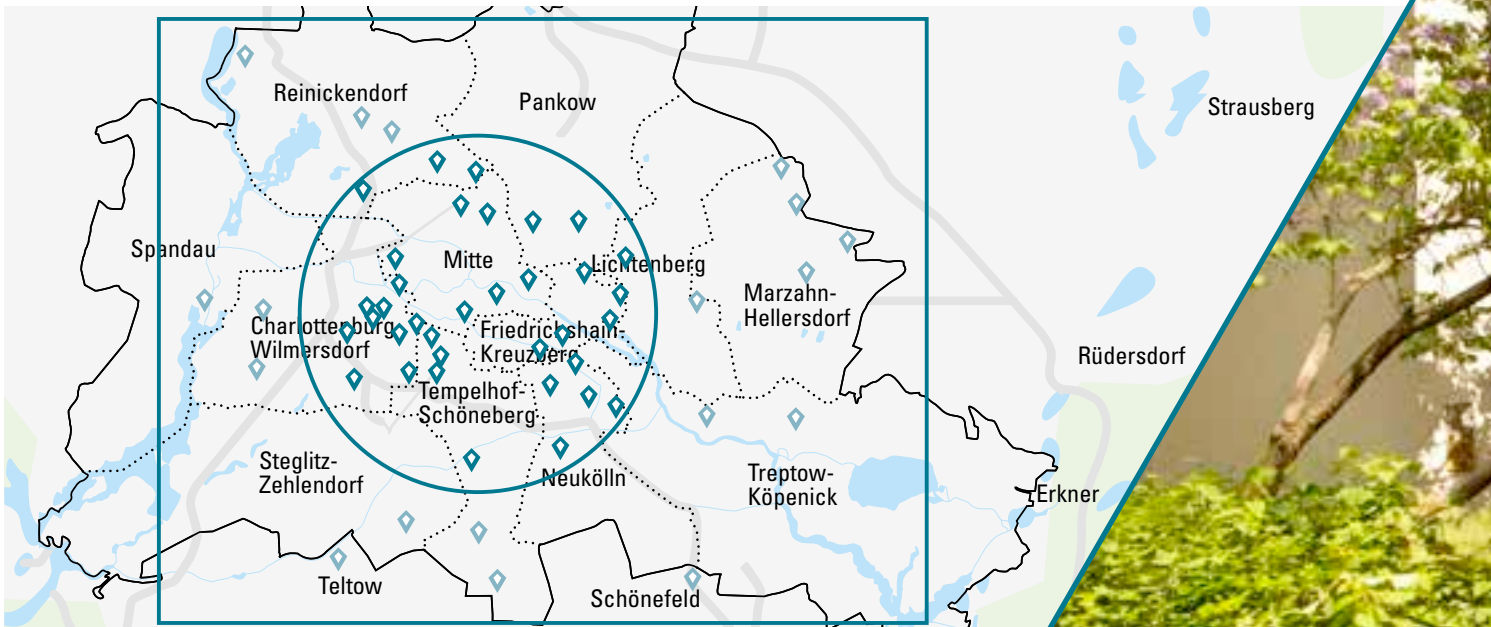 Reinickendorf
Pankow
Strausberg
Spandau
Mitte
Lichtenberg
Marzahn-
Hellersdorf
Charlottenburg
Wilmersdorf
Friedrichshain-
Kreuzberg
Rüdersdorf
Tempelhof-
Schöneberg
Steglitz-
Zehlendorf
Neukölln
Treptow-
Köpenick
Erkner
Teltow
Schönefeld